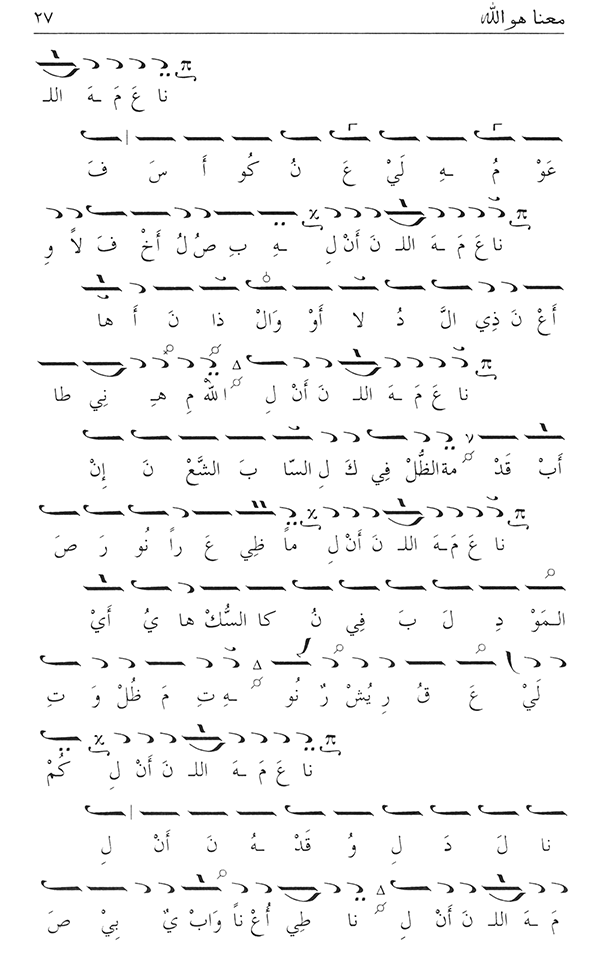 معنا هو الله ٢٧
اللـ ـهَ مَ عَ نا
فَ سَ أَ كُو نُ عَ لَيْ ـهِ مُ عَوْ
وِ لاً فَ أَخْ لُ صُ بِ ـهِ لِ أَنْ نَ اللـ ـهَ مَ عَ نا
ها أَ نَ ذا وَالْ أَوْ لا دُ الَّ ذِي نَ أَعْ
طا نِي هِـ مِ اللهُ لِ أَنْ نَ اللـ ـهَ مَ عَ نا
إِنْ نَ الشَّعْ بَ السّا لِ كَ فِي الظُّلْ مة قَدْ أَبْ
صَ رَ نُو راً عَ ظِي ماً لِ أَنْ نَ اللـ ـهَ مَ عَ نا
أَيْ يُ ها السُّكْ كا نُ فِي بَ لَ دِ الـمَوْ
تِ وَ ظُلْ مَ تِ ـهِ نُو رٌ يُشْ رِ قُ عَ لَيْ
كُمْ لِ أَنْ نَ اللـ ـهَ مَ عَ نا
لِ أَنْ نَ ـهُ قَدْ وُ لِ دَ لَ نا
صَ بِيْ يٌ وَابْ ناً أُعْ طِي نا لِ أَنْ نَ اللـ ـهَ مَ